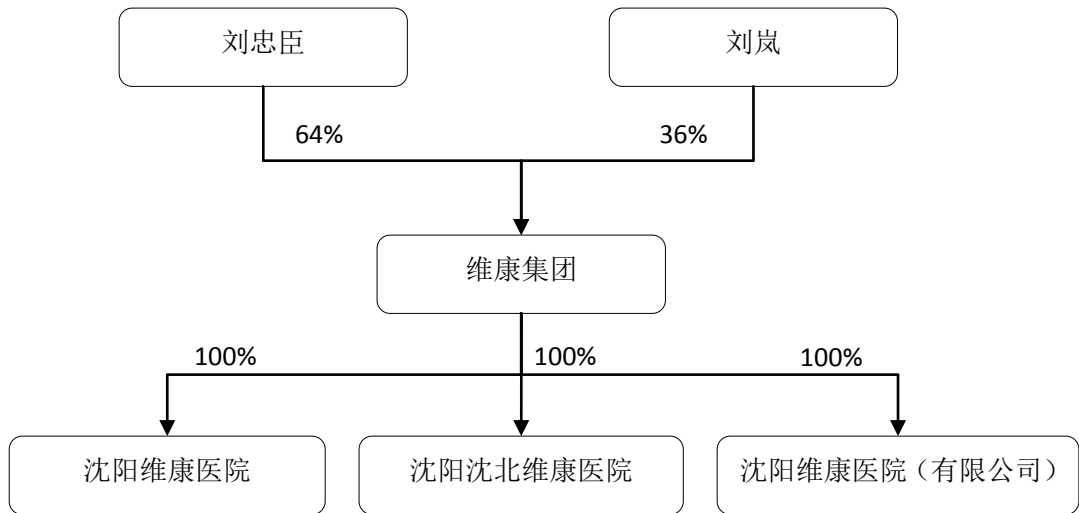 刘忠臣
刘岚
64%
36%
维康集团
100%
100%
100%
沈阳维康医院
沈阳沈北维康医院
沈阳维康医院（有限公司）